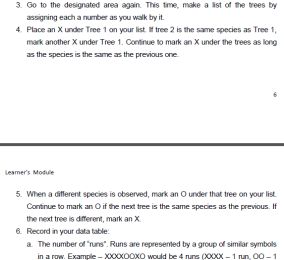 3. Go to the designated area again. This time, make a list of the trees by
assigning each a number as you walk by it.
4. Place an X under Tree 1 on your list. If tree 2 is the same species as Tree 1,
mark another X under Tree 1. Continue to mark an X under the trees as long
as the species is the same as the previous one.
6
Learner's Module
5. When a different species is observed, mark an O under that tree on your list.
Continue to mark an O if the next tree is the same species as the previous. If
the next tree is different, mark an X.
6. Record in your data table:
a. The number of "runs". Runs are represented by a group of similar symbols
in a row. Example – XXXXOOXO would be 4 runs (XXXX – 1 run, OO – 1